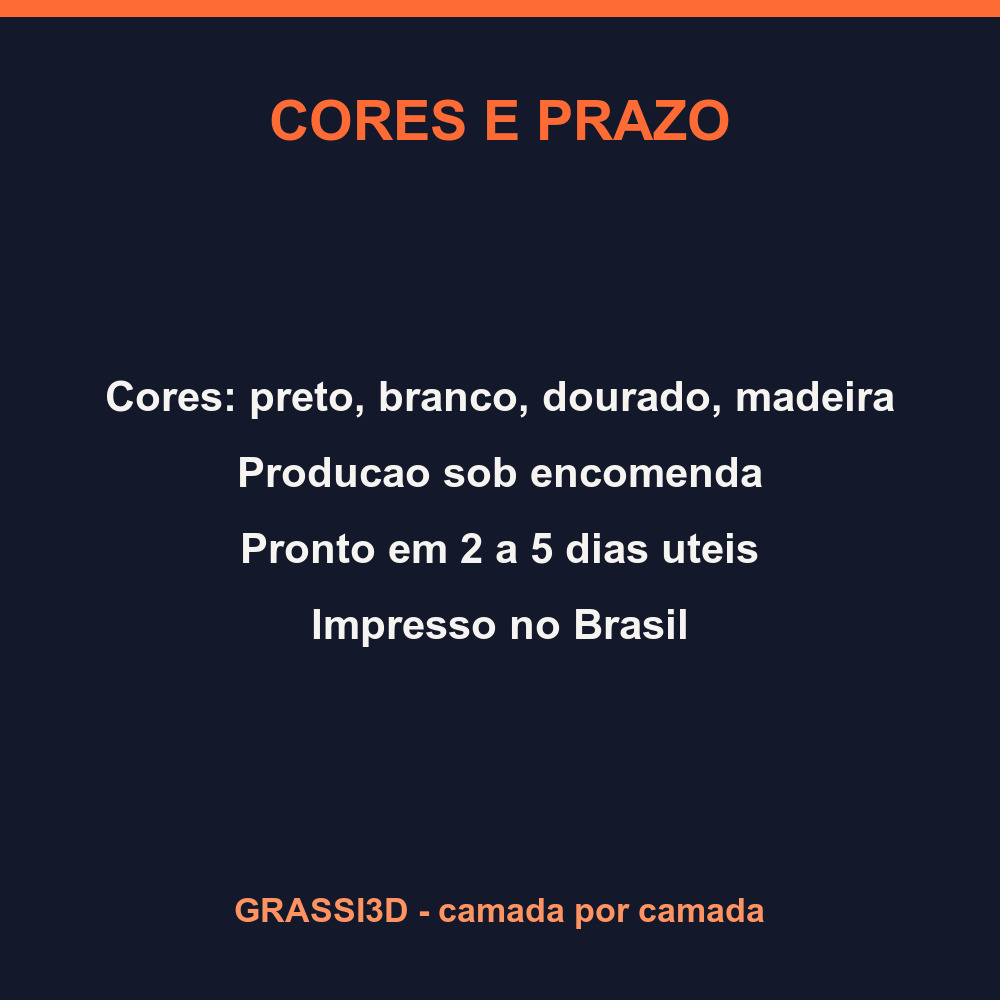 CORES E PRAZO
Cores: preto, branco, dourado, madeira
Producao sob encomenda
Pronto em 2 a 5 dias uteis
Impresso no Brasil
GRASSI3D - camada por camada